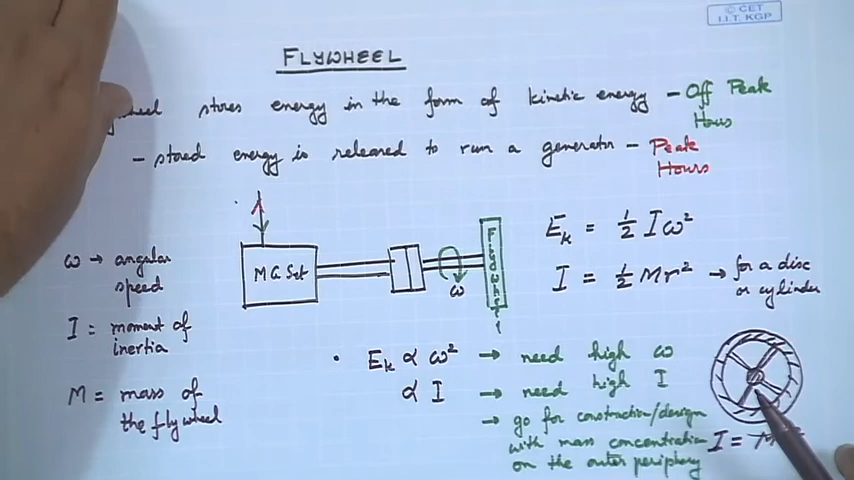 © CET
I.I.T. KGP
FLYWHEEL
stores energy in the form of kinetic energy - Off Peak
Hours
- stored energy is released to run a generator - Peak
Hours
Ek = 1/2 Iω²
ω → angular
speed
MG Set
ω
Flywheel
I = 1/2 Mr² → for a disc
or cylinder
I = moment of
inertia
• Ek ∝ ω² → need high ω
∝ I → need high I
M = mass of
the flywheel
→ go for construction/design
with mass concentration
on the outer periphery
I =